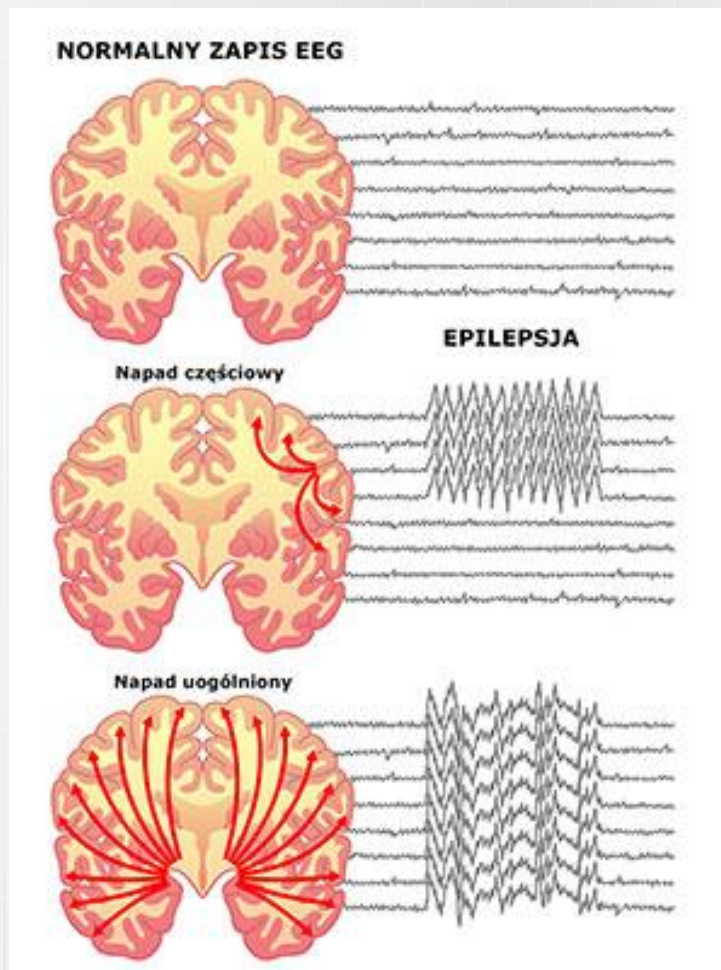 NORMALNY ZAPIS EEG
EPILEPSJA
Napad częściowy
Napad uogólniony